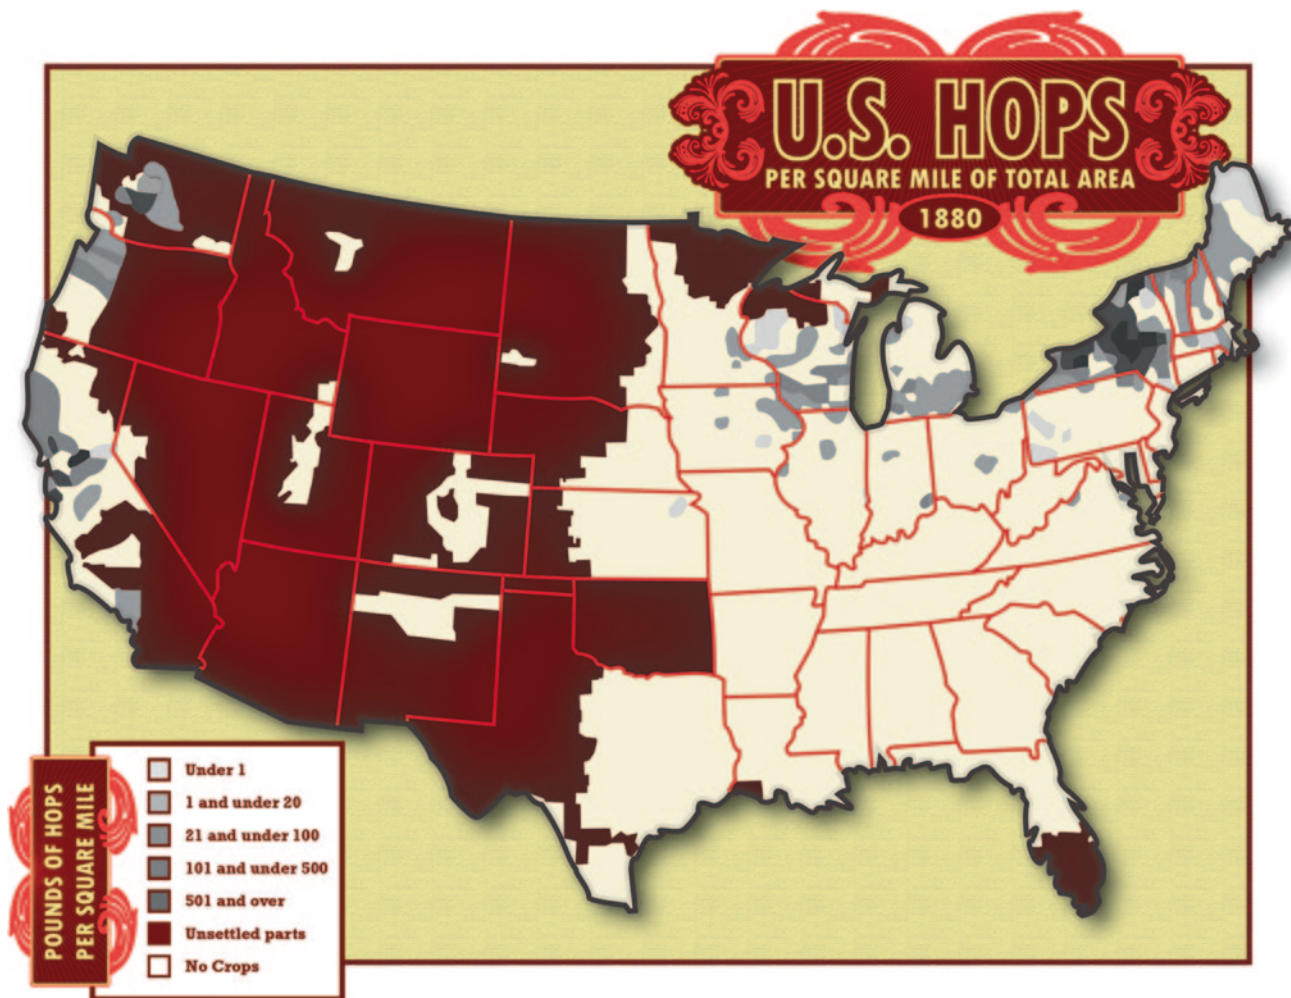 U.S. HOPS
PER SQUARE MILE OF TOTAL AREA
1880
POUNDS OF HOPS
PER SQUARE MILE
Under 1
1 and under 20
21 and under 100
101 and under 500
501 and over
Unsettled parts
No Crops